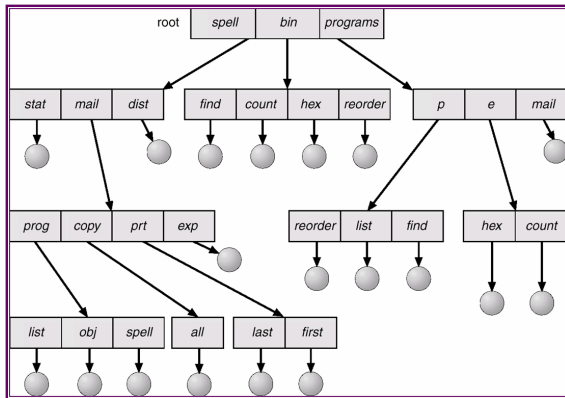 root spell bin programs
stat mail dist find count hex reorder p e mail
prog copy prt exp reorder list find hex count
list obj spell all last first